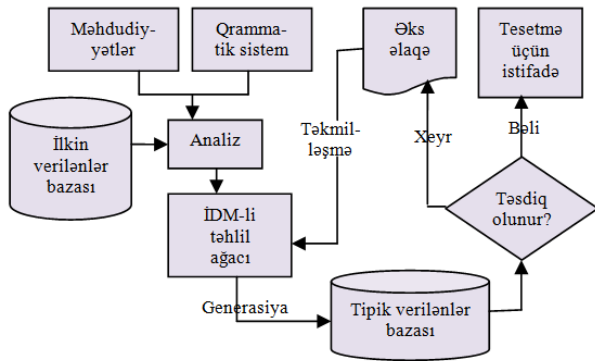 Məhdudiy-
yətlər
Qramma-
tik sistem
Əks
əlaqə
Tesetmə
üçün
istifadə
İlkin
verilənlər
bazası
Analiz
Təkmil-
ləşmə
Xeyr
Bəli
İDM-li
təhlil
ağacı
Təsdiq
olunur?
Generasiya
Tipik verilənlər
bazası